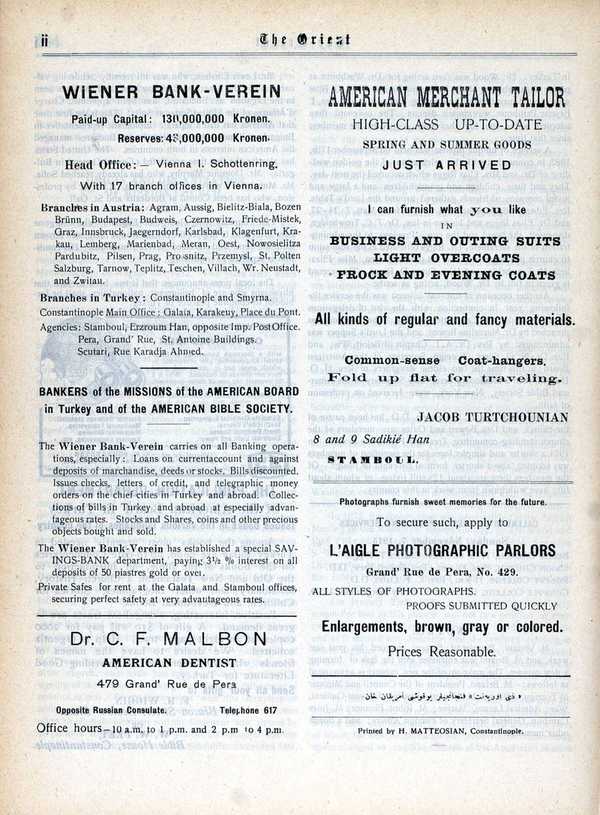 ii
The Orient
WIENER BANK-VEREIN
Paid-up Capital: 130,000,000 Kronen.
Reserves: 43,000,000 Kronen.
Head Office: — Vienna I. Schottenring,
With 17 branch offices in Vienna.
Branches in Austria: Agram, Aussig, Bielitz-Biala, Bozen
Brünn, Budapest, Budweis, Czernowitz, Friede-Mistek,
Graz, Innsbruck, Jaegerndorf, Karlsbad, Klagenfurt, Kra-
kau, Lemberg, Marienbad, Meran, Oest, Nowosielitza
Pardubitz, Pilsen, Prag, Prossnitz, Przemysl, St. Polten
Salzburg, Tarnow, Teplitz, Teschen, Villach, Wr. Neustadt,
and Zwitau.
Branches in Turkey: Constantinople and Smyrna.
Constantinople Main Office: Galata, Karakeuy, Place du Pont.
Agencies: Stamboul, Erzroum Han, opposite Imp. Post Office.
Pera, Grand' Rue, St. Antoine Buildings.
Scutari, Rue Karadja Ahmed.
BANKERS of the MISSIONS of the AMERICAN BOARD
in Turkey and of the AMERICAN BIBLE SOCIETY.
The Wiener Bank-Verein carries on all Banking opera-
tions, especially: Loans on currentaccount and against
deposits of marchandise, deeds or stocks. Bills discounted.
Issues checks, letters of credit, and telegraphic money
orders on the chief cities in Turkey and abroad. Collec-
tions of bills in Turkey and abroad at especially advan-
tageous rates. Stocks and Shares, coins and other precious
objects bought and sold.
The Wiener Bank-Verein has established a special SAV-
INGS-BANK department, paying 3½ % interest on all
deposits of 50 piastres gold or over.
Private Safes for rent at the Galata and Stamboul offices,
securing perfect safety at very advantageous rates.
Dr. C. F. MALBON
AMERICAN DENTIST
479 Grand' Rue de Pera
Opposite Russian Consulate. Telephone 617
Office hours — 10 a.m. to 1 p.m. and 2 p.m to 4 p.m.
AMERICAN MERCHANT TAILOR
HIGH-CLASS UP-TO-DATE
SPRING AND SUMMER GOODS
JUST ARRIVED
I can furnish what you like
IN
BUSINESS AND OUTING SUITS
LIGHT OVERCOATS
FROCK AND EVENING COATS
All kinds of regular and fancy materials.
Common-sense Coat-hangers.
Fold up flat for traveling.
JACOB TURTCHOUNIAN
8 and 9 Sadikié Han
STAMBOUL.
Photographs furnish sweet memories for the future.
To secure such, apply to
L'AIGLE PHOTOGRAPHIC PARLORS
Grand' Rue de Pera, No. 429.
ALL STYLES OF PHOTOGRAPHS.
PROOFS SUBMITTED QUICKLY
Enlargements, brown, gray or colored.
Prices Reasonable.
« ذی اوریه‌نت » فنجانجیلر یوقوشی امریقان خان
Printed by H. MATTEOSIAN, Constantinople.